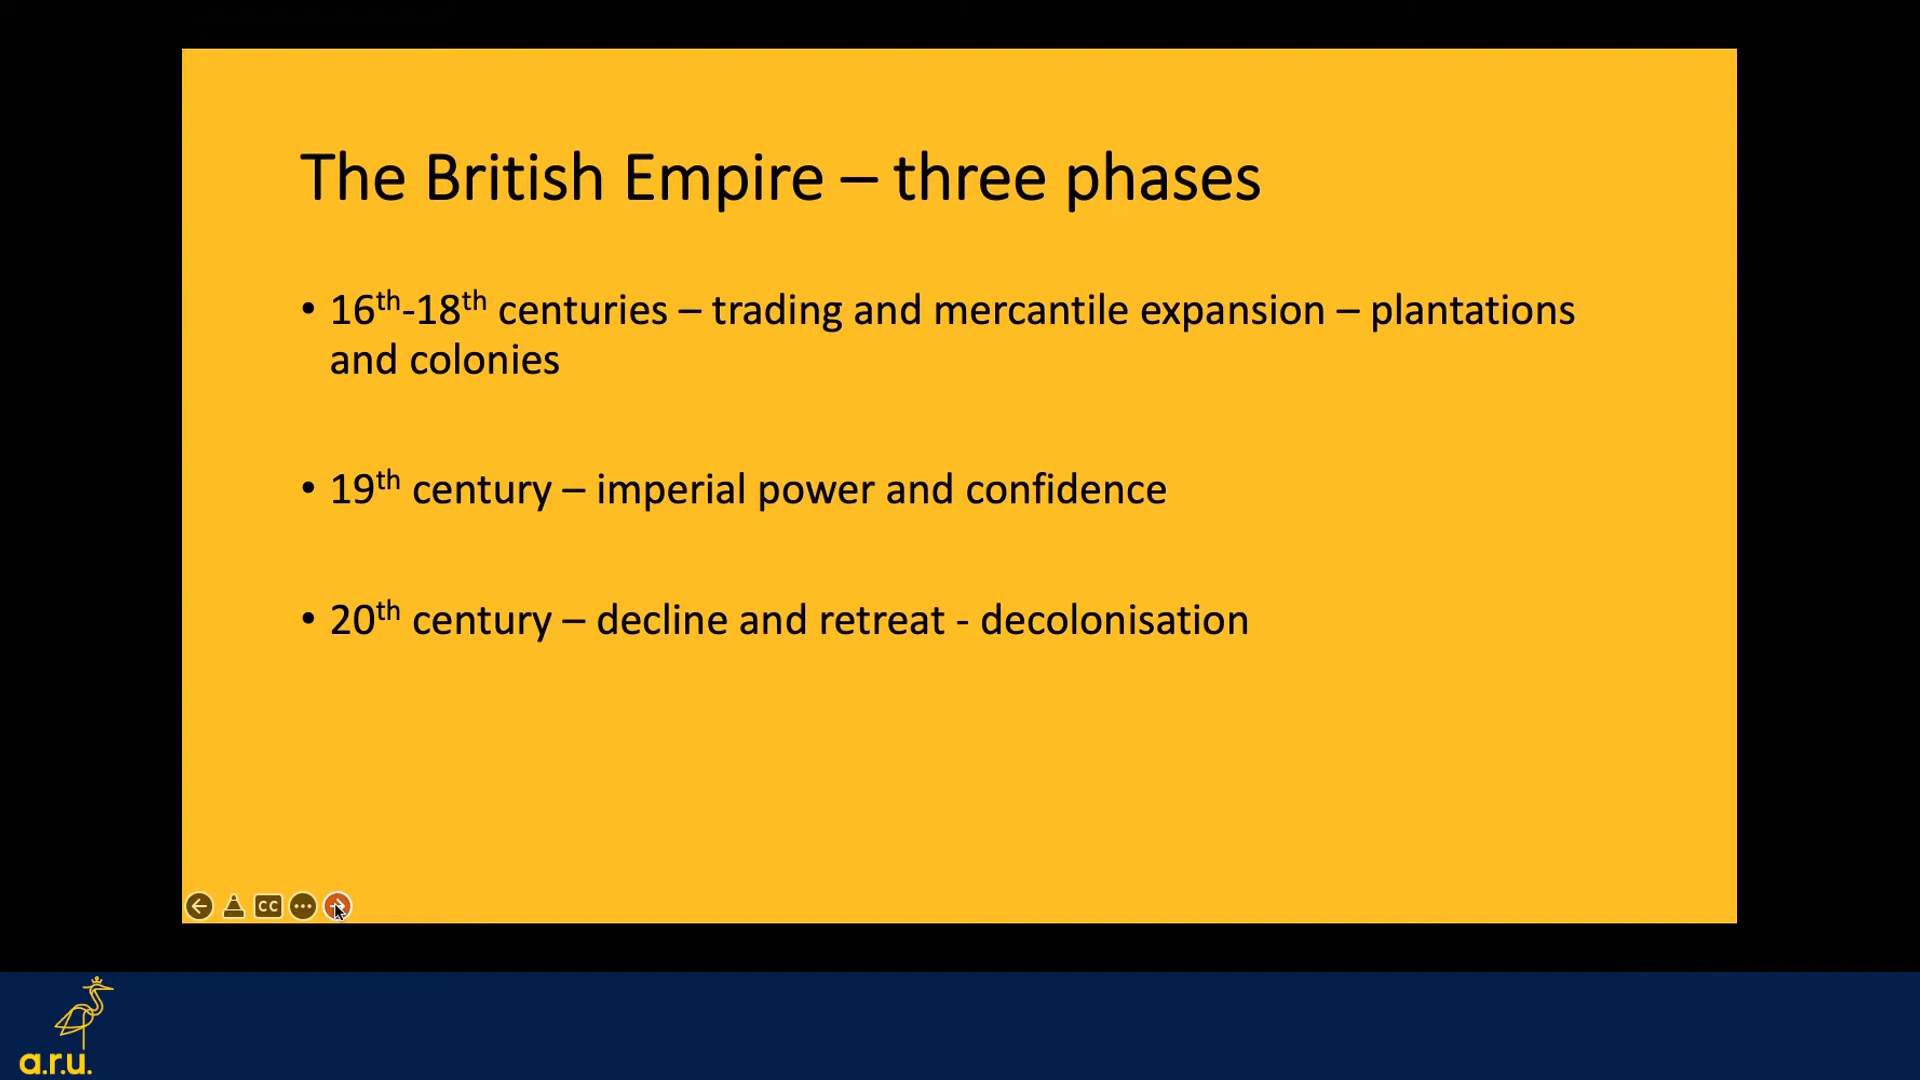 The British Empire – three phases
• 16th-18th centuries – trading and mercantile expansion – plantations
and colonies
• 19th century – imperial power and confidence
• 20th century – decline and retreat - decolonisation
CC
a.r.u.